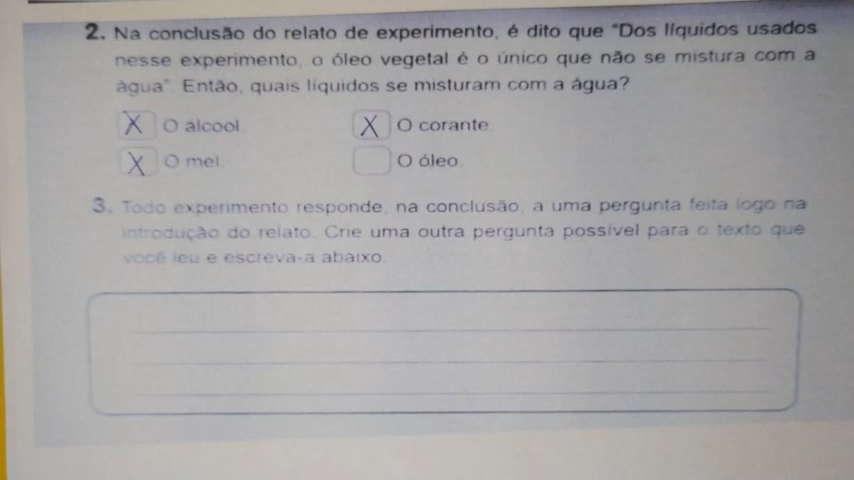 2. Na conclusão do relato de experimento, é dito que "Dos líquidos usados
nesse experimento, o óleo vegetal é o único que não se mistura com a
água". Então, quais líquidos se misturam com a água?
X O álcool. X O corante.
X O mel. O óleo.
3. Todo experimento responde, na conclusão, a uma pergunta feita logo na
introdução do relato. Crie uma outra pergunta possível para o texto que
você leu e escreva-a abaixo.